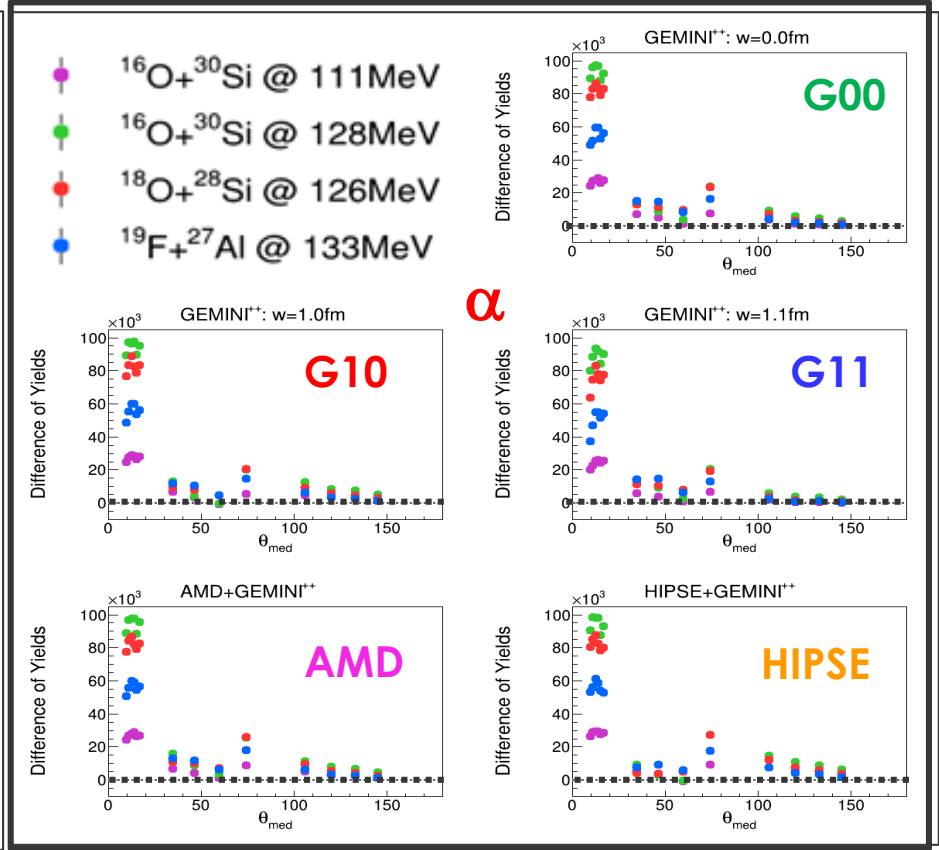 ¹⁶O+³⁰Si @ 111MeV
¹⁶O+³⁰Si @ 128MeV
¹⁸O+²⁸Si @ 126MeV
¹⁹F+²⁷Al @ 133MeV
GEMINI⁺⁺: w=0.0fm
×10³
G00
Difference of Yields
100
80
60
40
20
0
0 50 100 150
θmed
α
GEMINI⁺⁺: w=1.0fm
×10³
G10
Difference of Yields
100
80
60
40
20
0
0 50 100 150
θmed
GEMINI⁺⁺: w=1.1fm
×10³
G11
Difference of Yields
100
80
60
40
20
0
0 50 100 150
θmed
AMD+GEMINI⁺⁺
×10³
AMD
Difference of Yields
100
80
60
40
20
0
0 50 100 150
θmed
HIPSE+GEMINI⁺⁺
×10³
HIPSE
Difference of Yields
100
80
60
40
20
0
0 50 100 150
θmed